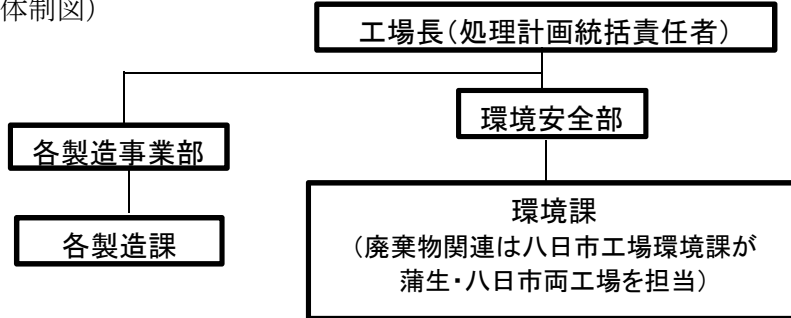 体制図）
工場長（処理計画統括責任者）
環境安全部
各製造事業部
環境課
（廃棄物関連は八日市工場環境課が
蒲生・八日市両工場を担当）
各製造課